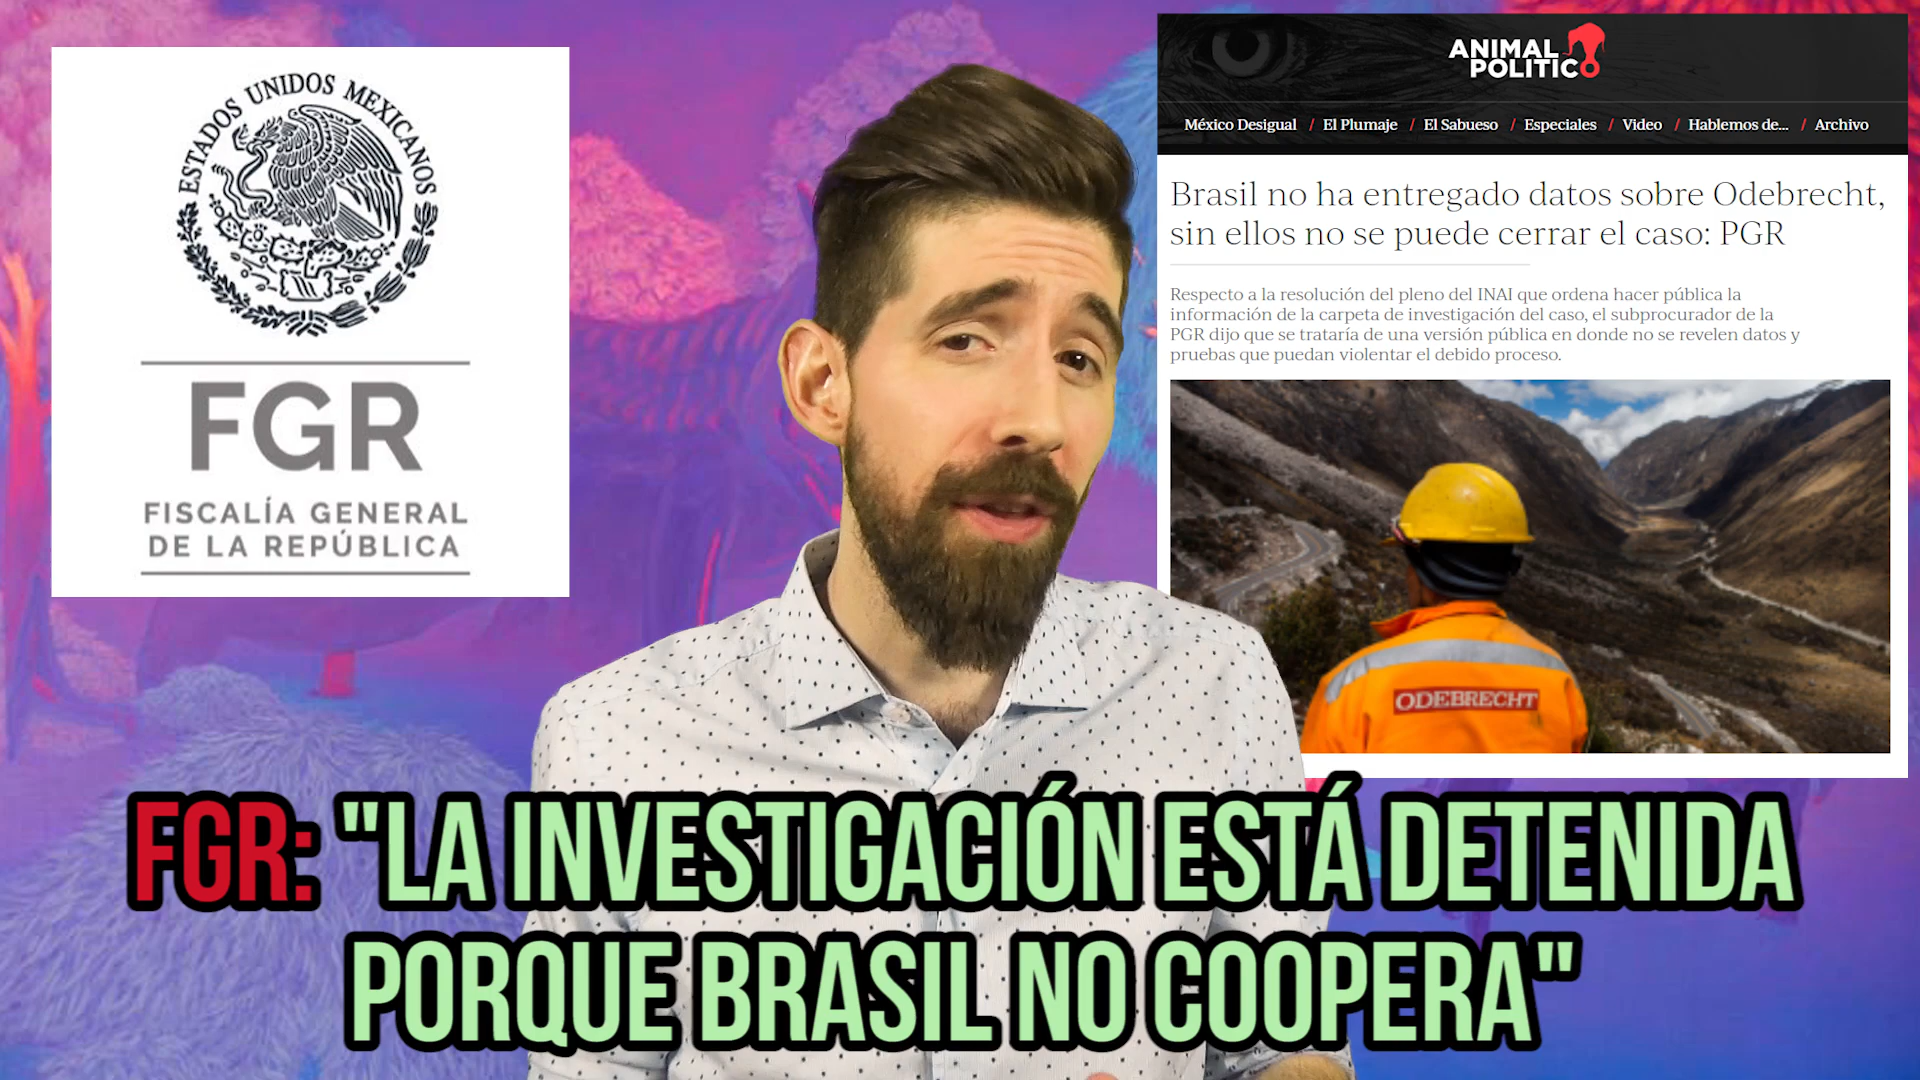 ESTADOS UNIDOS MEXICANOS
FGR
FISCALÍA GENERAL
DE LA REPÚBLICA
ANIMAL
POLITICO
México Desigual / El Plumaje / El Sabueso / Especiales / Video / Hablemos de... / Archivo
Brasil no ha entregado datos sobre Odebrecht,
sin ellos no se puede cerrar el caso: PGR
Respecto a la resolución del pleno del INAI que ordena hacer pública la
información de la carpeta de investigación del caso, el subprocurador de la
PGR dijo que se trataría de una versión pública en donde no se revelen datos y
pruebas que puedan violentar el debido proceso.
ODEBRECHT
FGR: "LA INVESTIGACIÓN ESTÁ DETENIDA
PORQUE BRASIL NO COOPERA"